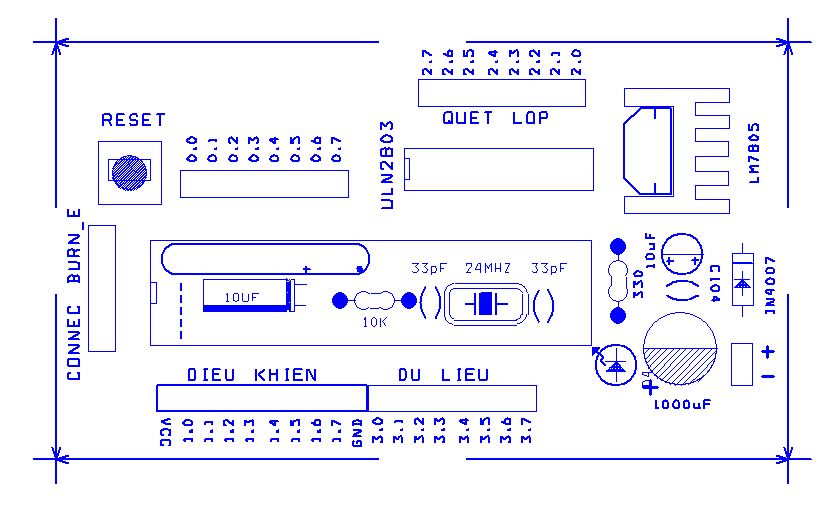 2.7 2.6 2.5 2.4 2.3 2.2 2.1 2.0
QUET LOP
RESET
0.0 0.1 0.2 0.3 0.4 0.5 0.6 0.7
ULN2803
LM7805
CONNEC BURN_E
33pF 24MHZ 33pF
10UF
10K
10uF
330
C104
1N4007
1000uF
DIEU KHIEN DU LIEU
VCC 1.0 1.1 1.2 1.3 1.4 1.5 1.6 1.7 GND 3.0 3.1 3.2 3.3 3.4 3.5 3.6 3.7